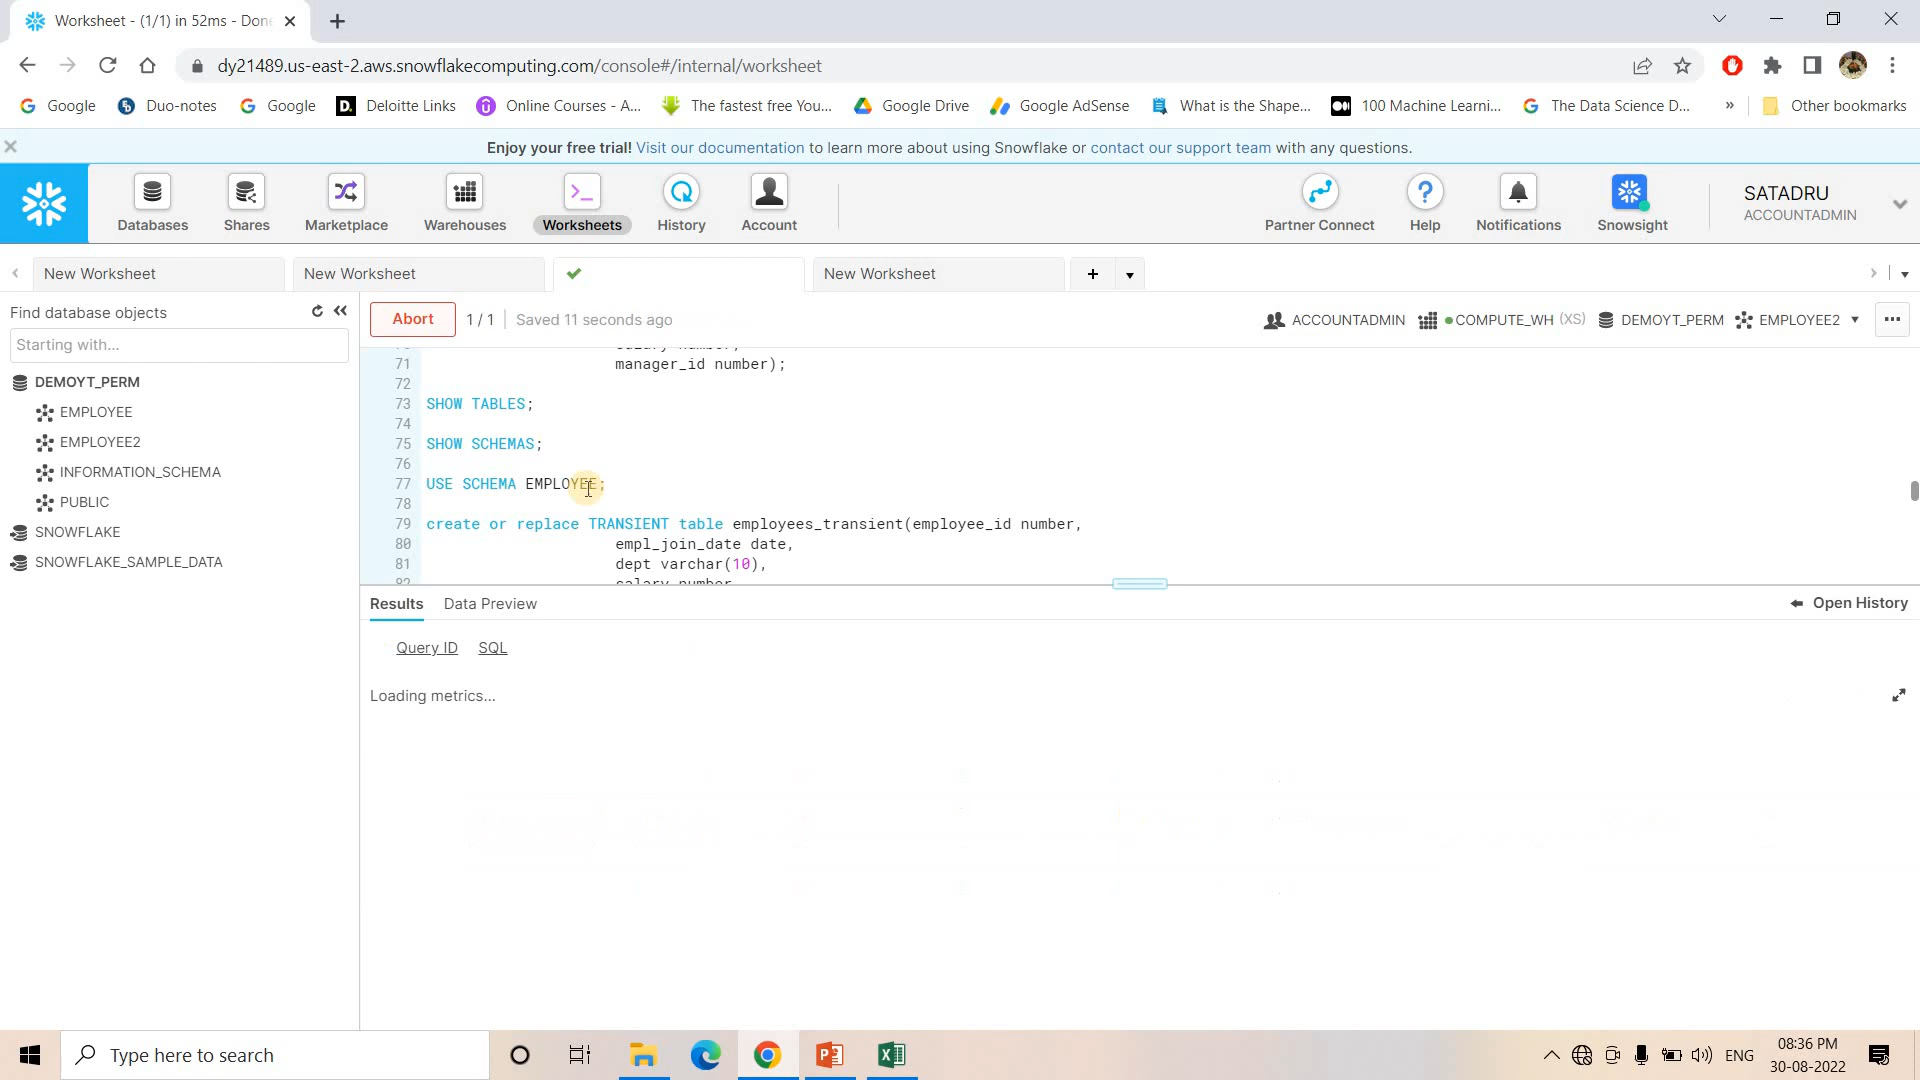 Worksheet - (1/1) in 52ms - Done
dy21489.us-east-2.aws.snowflakecomputing.com/console#/internal/worksheet
Google Duo-notes Google Deloitte Links Online Courses - A... The fastest free You... Google Drive Google AdSense What is the Shape... 100 Machine Learni... The Data Science D... » Other bookmarks
Enjoy your free trial! Visit our documentation to learn more about using Snowflake or contact our support team with any questions.
Databases Shares Marketplace Warehouses Worksheets History Account Partner Connect Help Notifications Snowsight
SATADRU
ACCOUNTADMIN
New Worksheet New Worksheet New Worksheet
Find database objects
Starting with...
DEMOYT_PERM
EMPLOYEE
EMPLOYEE2
INFORMATION_SCHEMA
PUBLIC
SNOWFLAKE
SNOWFLAKE_SAMPLE_DATA
Abort 1 / 1 Saved 11 seconds ago ACCOUNTADMIN COMPUTE_WH (XS) DEMOYT_PERM EMPLOYEE2
salary number,
71 manager_id number);
72
73 SHOW TABLES;
74
75 SHOW SCHEMAS;
76
77 USE SCHEMA EMPLOYEE;
78
79 create or replace TRANSIENT table employees_transient(employee_id number,
80 empl_join_date date,
81 dept varchar(10),
82 salary number
Results Data Preview Open History
Query ID SQL
Loading metrics...
Type here to search
ENG
08:36 PM
30-08-2022